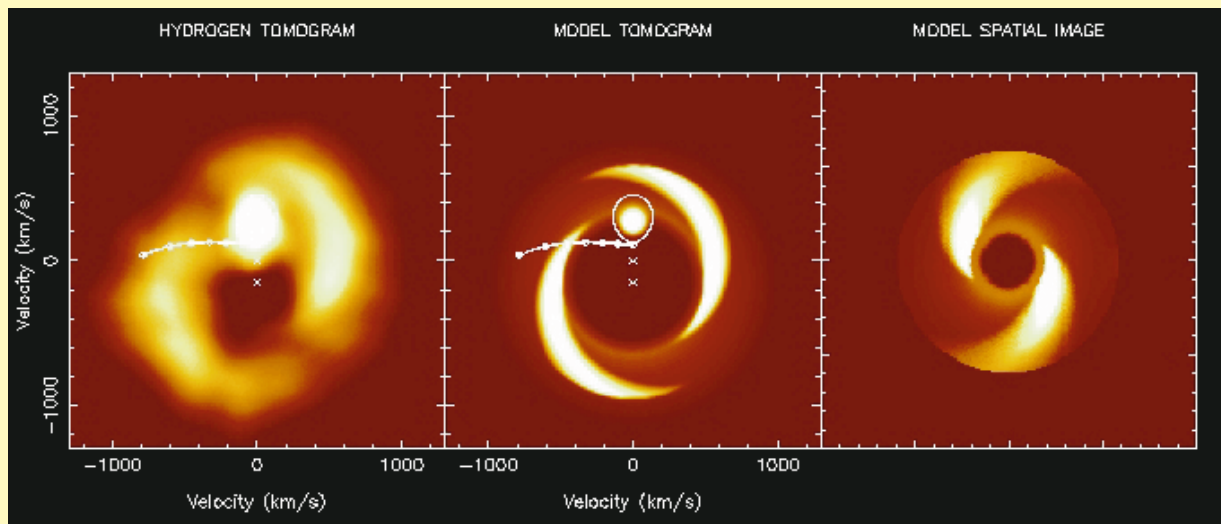 HYDROGEN TOMOGRAM
MODEL TOMOGRAM
MODEL SPATIAL IMAGE
Velocity (km/s)
1000
0
-1000
-1000
0
1000
-1000
0
1000
Velocity (km/s)
Velocity (km/s)